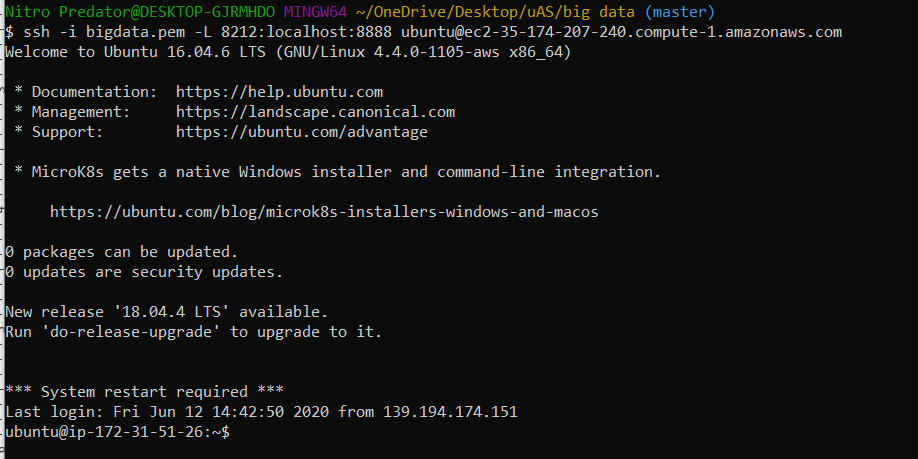 Nitro Predator@DESKTOP-GJRMHDO MINGW64 ~/OneDrive/Desktop/uAS/big data (master)
$ ssh -i bigdata.pem -L 8212:localhost:8888 ubuntu@ec2-35-174-207-240.compute-1.amazonaws.com
Welcome to Ubuntu 16.04.6 LTS (GNU/Linux 4.4.0-1105-aws x86_64)
* Documentation:  https://help.ubuntu.com
* Management:     https://landscape.canonical.com
* Support:        https://ubuntu.com/advantage
* MicroK8s gets a native Windows installer and command-line integration.
https://ubuntu.com/blog/microk8s-installers-windows-and-macos
0 packages can be updated.
0 updates are security updates.
New release '18.04.4 LTS' available.
Run 'do-release-upgrade' to upgrade to it.
*** System restart required ***
Last login: Fri Jun 12 14:42:50 2020 from 139.194.174.151
ubuntu@ip-172-31-51-26:~$